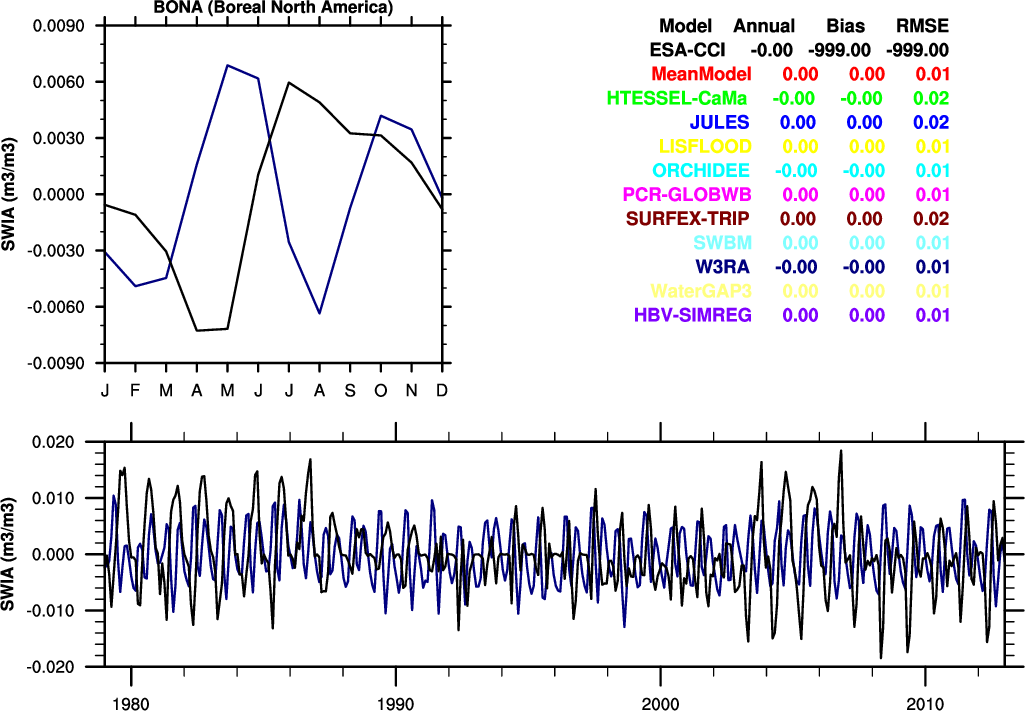 BONA (Boreal North America)
0.0090
0.0060
0.0030
0.0000
-0.0030
-0.0060
-0.0090
SWIA (m3/m3)
J F M A M J J A S O N D
Model Annual Bias RMSE
ESA-CCI -0.00 -999.00 -999.00
MeanModel 0.00 0.00 0.01
HTESSEL-CaMa -0.00 -0.00 0.02
JULES 0.00 0.00 0.02
LISFLOOD 0.00 0.00 0.01
ORCHIDEE -0.00 -0.00 0.01
PCR-GLOBWB 0.00 0.00 0.01
SURFEX-TRIP 0.00 0.00 0.02
SWBM 0.00 0.00 0.01
W3RA -0.00 -0.00 0.01
WaterGAP3 0.00 0.00 0.01
HBV-SIMREG 0.00 0.00 0.01
0.020
0.010
0.000
-0.010
-0.020
SWIA (m3/m3)
1980 1990 2000 2010